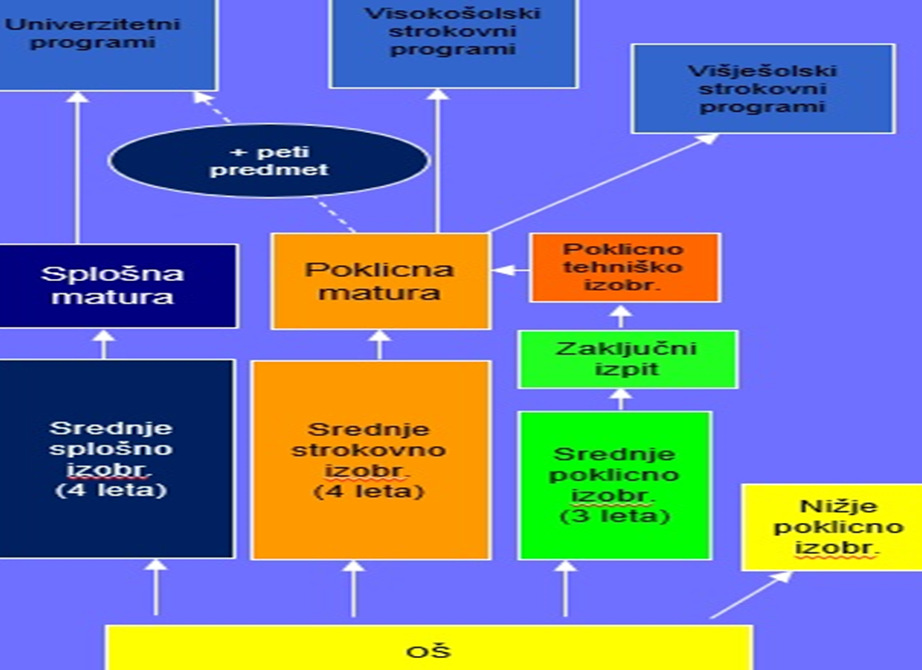 Univerzitetni
programi
Visokošolski
strokovni
programi
Višješolski
strokovni
programi
+ peti
predmet
Splošna
matura
Poklicna
matura
Poklicno
tehniško
izobr.
Zaključni
izpit
Srednje
splošno
izobr.
(4 leta)
Srednje
strokovno
izobr.
(4 leta)
Srednje
poklicno
izobr.
(3 leta)
Nižje
poklicno
izobr.
OŠ